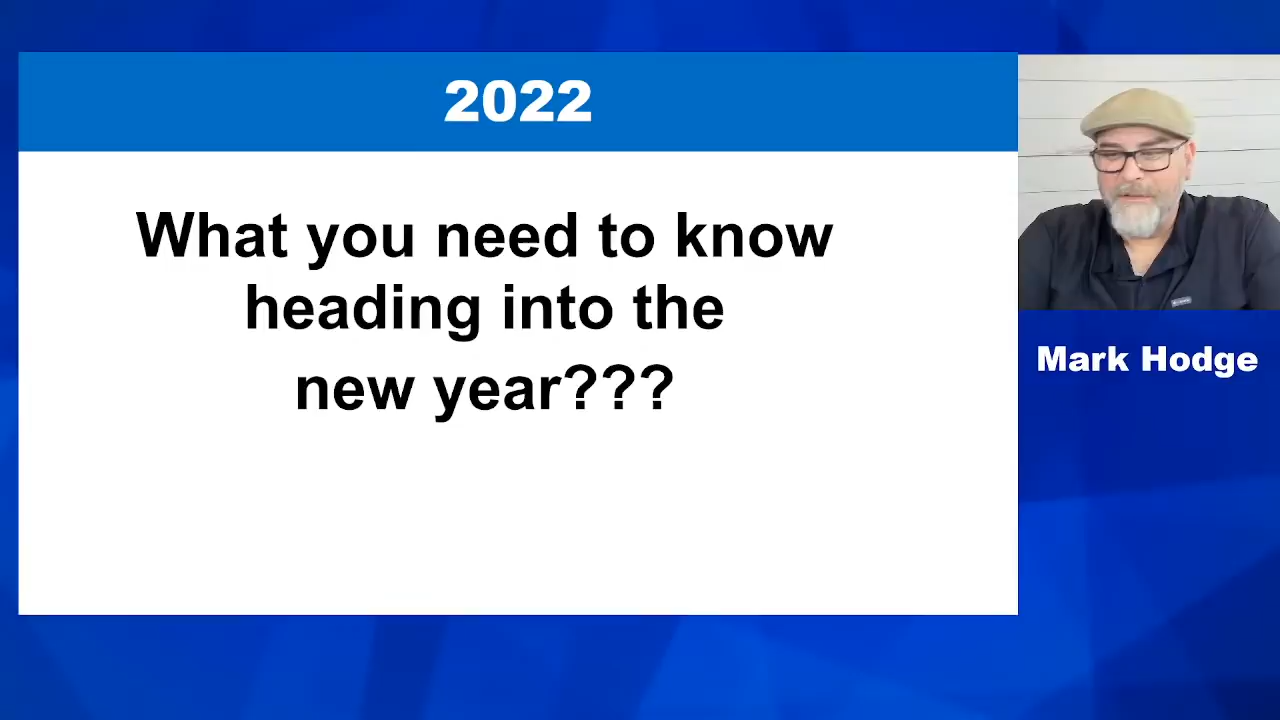 2022
What you need to know
heading into the
new year???
Mark Hodge